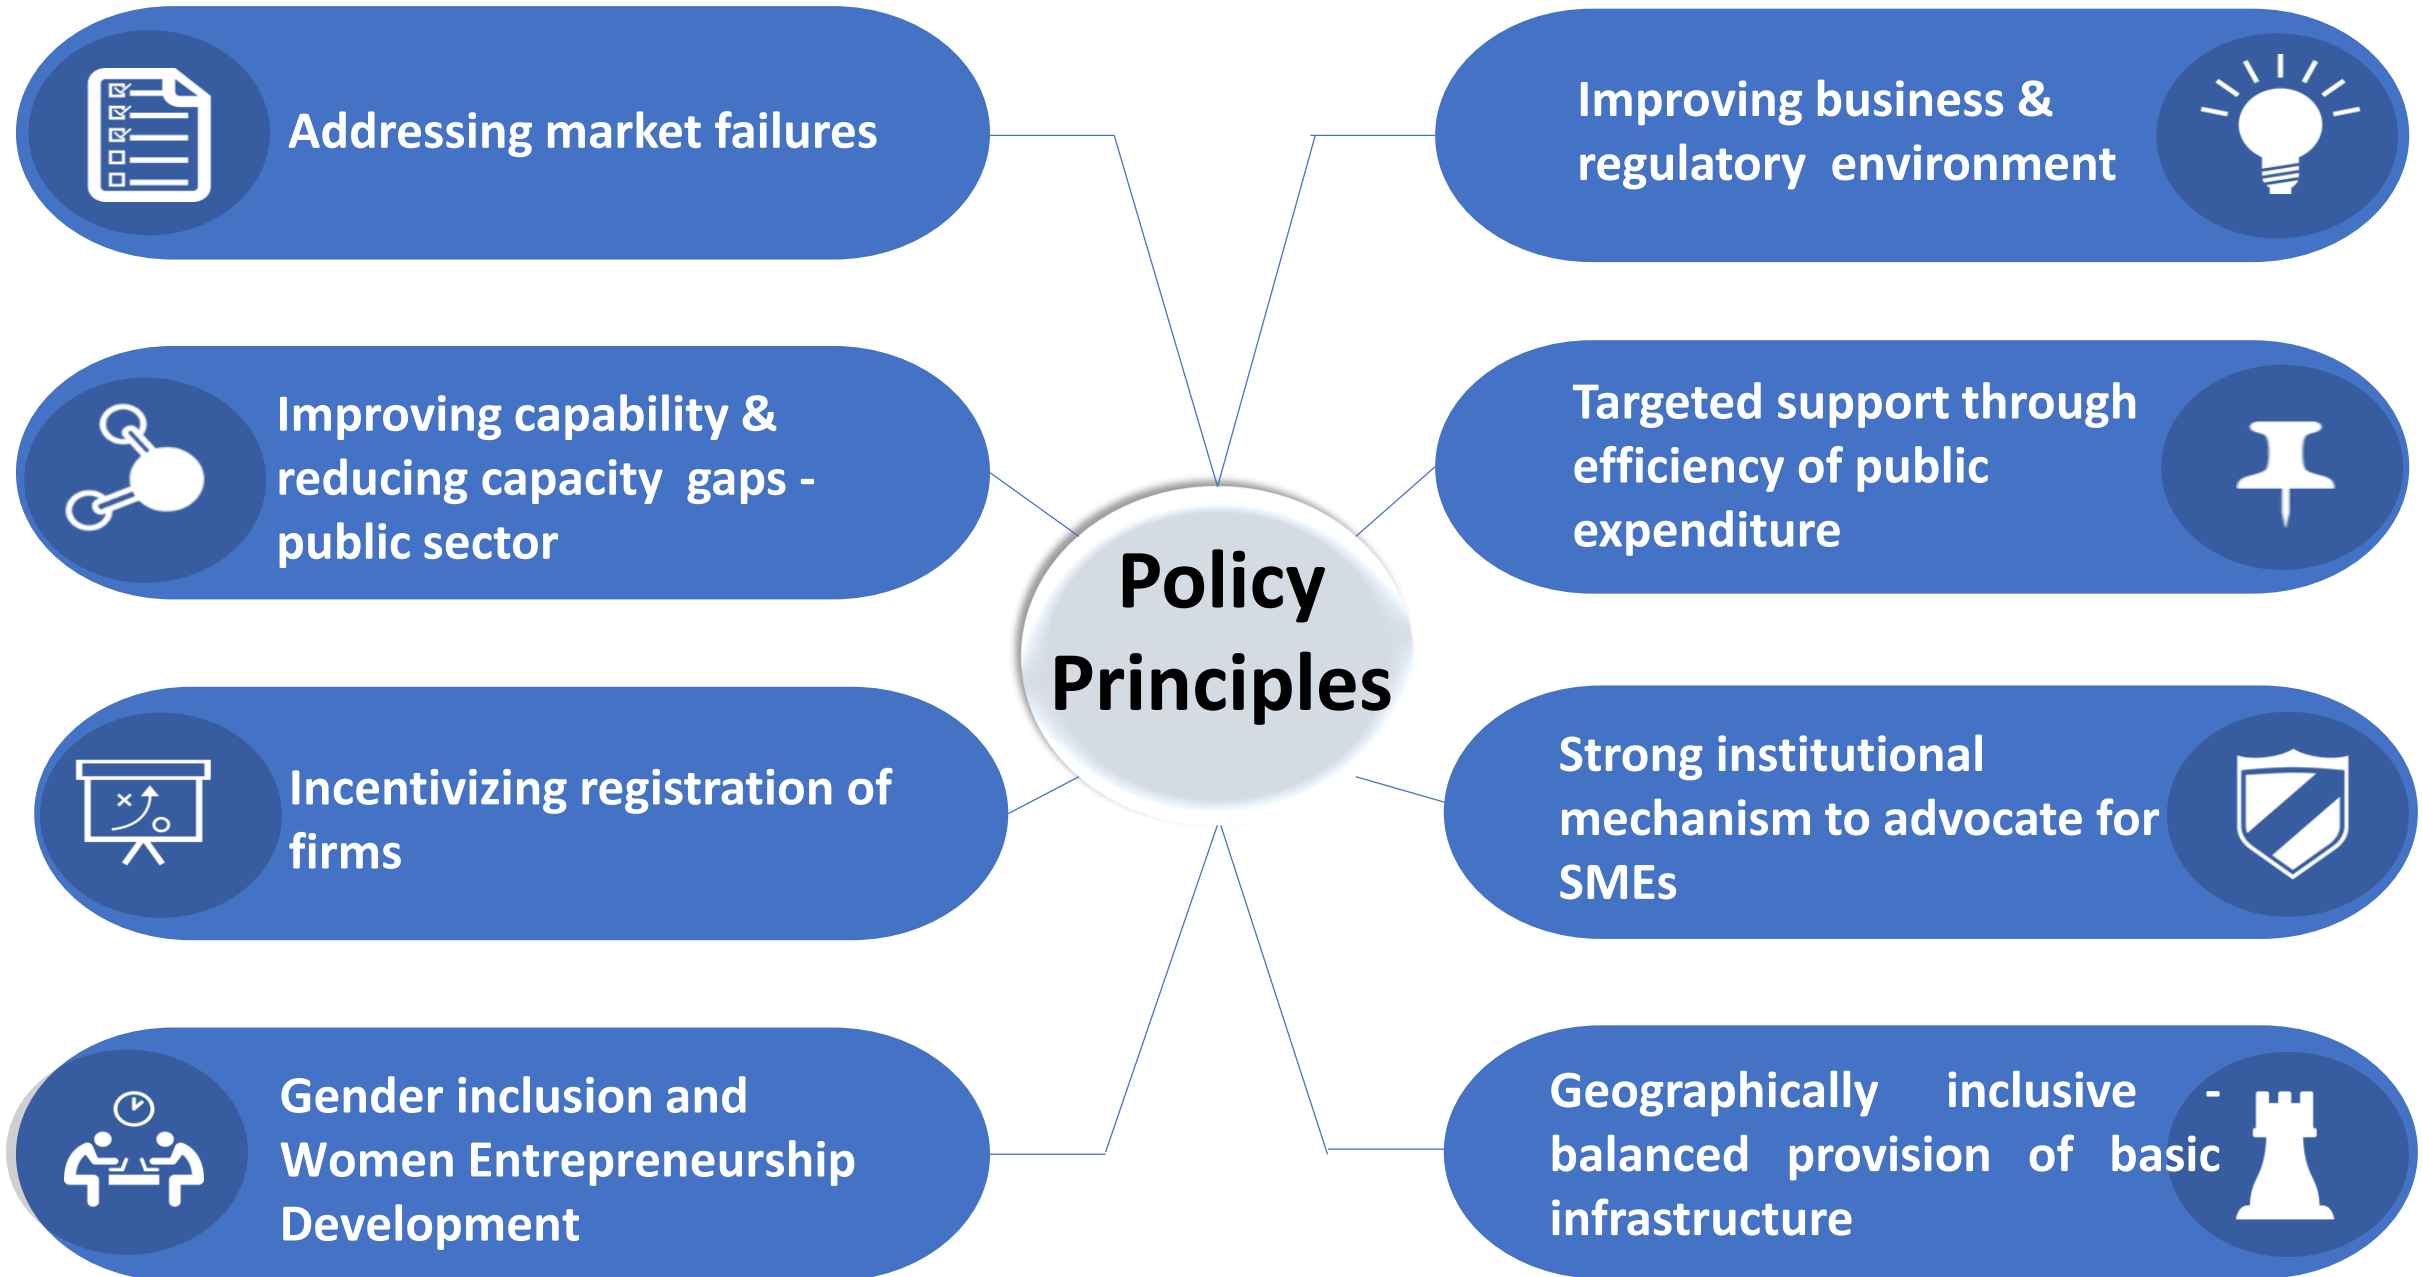 Addressing market failures
Improving capability &
reducing capacity gaps -
public sector
Incentivizing registration of
firms
Gender inclusion and
Women Entrepreneurship
Development
Policy
Principles
Improving business &
regulatory environment
Targeted support through
efficiency of public
expenditure
Strong institutional
mechanism to advocate for
SMEs
Geographically inclusive -
balanced provision of basic
infrastructure